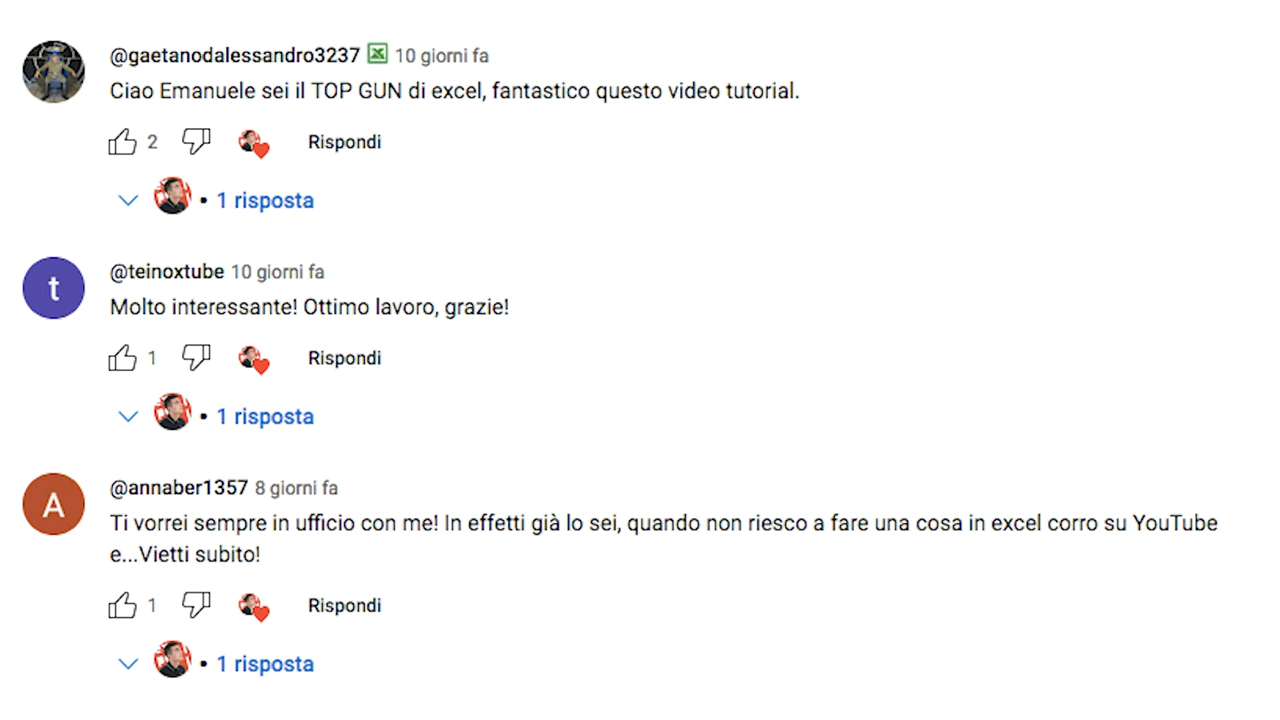 @gaetanodalessandro3237 10 giorni fa
Ciao Emanuele sei il TOP GUN di excel, fantastico questo video tutorial.
2 Rispondi
• 1 risposta
t
@teinoxtube 10 giorni fa
Molto interessante! Ottimo lavoro, grazie!
1 Rispondi
• 1 risposta
A
@annaber1357 8 giorni fa
Ti vorrei sempre in ufficio con me! In effetti già lo sei, quando non riesco a fare una cosa in excel corro su YouTube
e...Vietti subito!
1 Rispondi
• 1 risposta